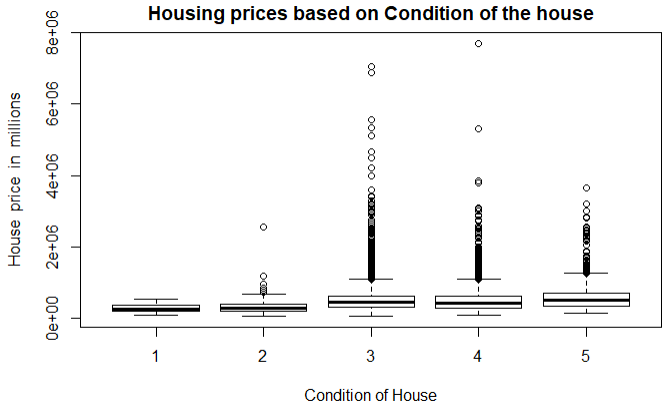 Housing prices based on Condition of the house
House price in millions
8e+06
6e+06
4e+06
2e+06
0e+00
1 2 3 4 5
Condition of House